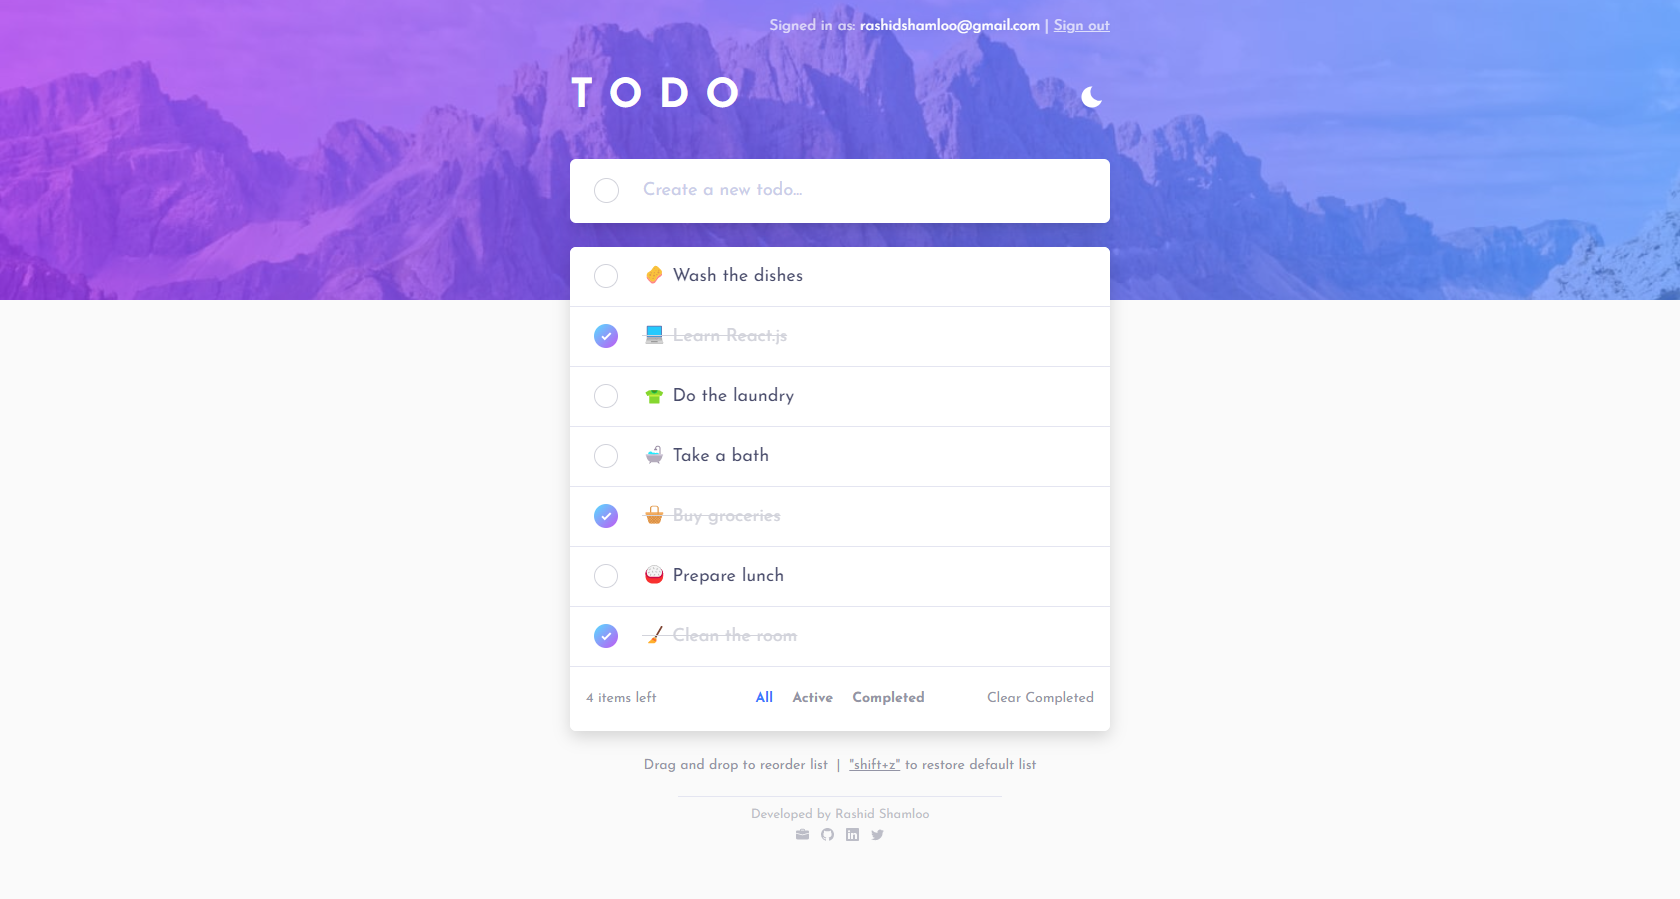 Signed in as: rashidshamloo@gmail.com | Sign out
TODO
Create a new todo...
Wash the dishes
Learn React.js
Do the laundry
Take a bath
Buy groceries
Prepare lunch
Clean the room
4 items left All Active Completed Clear Completed
Drag and drop to reorder list | "shift+z" to restore default list
Developed by Rashid Shamloo